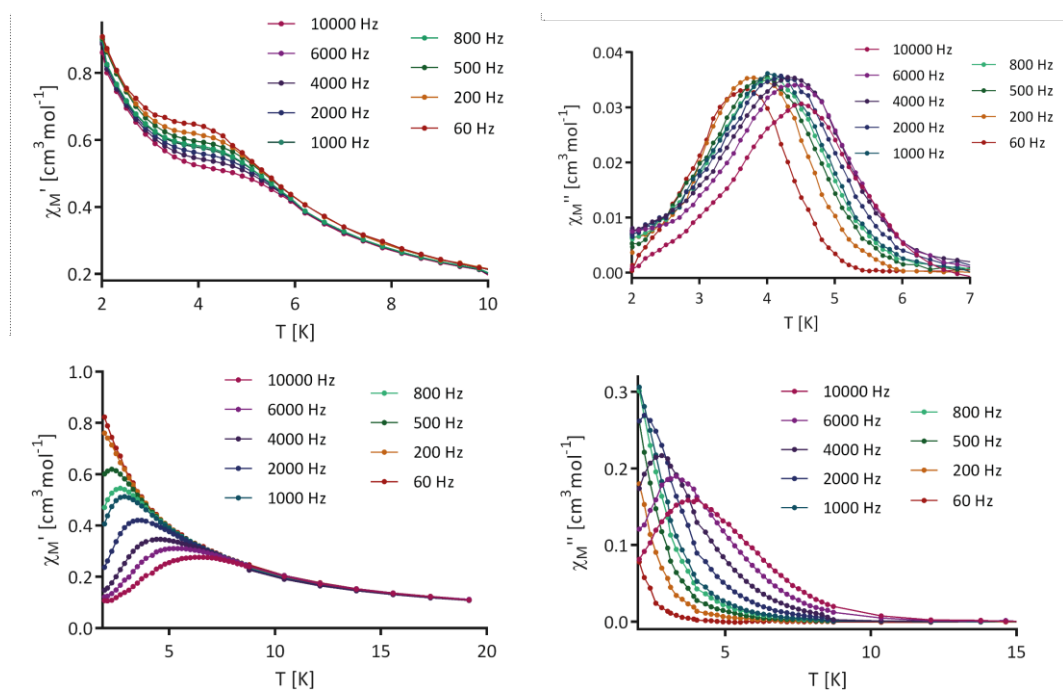 10000 Hz
6000 Hz
4000 Hz
2000 Hz
1000 Hz
800 Hz
500 Hz
200 Hz
60 Hz
χM' [cm³mol⁻¹]
0.8
0.6
0.4
0.2
2 4 6 8 10
T [K]
10000 Hz
6000 Hz
4000 Hz
2000 Hz
1000 Hz
800 Hz
500 Hz
200 Hz
60 Hz
χM'' [cm³mol⁻¹]
0.04
0.03
0.02
0.01
0.00
2 3 4 5 6 7
T [K]
10000 Hz
6000 Hz
4000 Hz
2000 Hz
1000 Hz
800 Hz
500 Hz
200 Hz
60 Hz
χM' [cm³mol⁻¹]
1.0
0.8
0.6
0.4
0.2
0.0
5 10 15 20
T [K]
10000 Hz
6000 Hz
4000 Hz
2000 Hz
1000 Hz
800 Hz
500 Hz
200 Hz
60 Hz
χM'' [cm³mol⁻¹]
0.3
0.2
0.1
0.0
5 10 15
T [K]